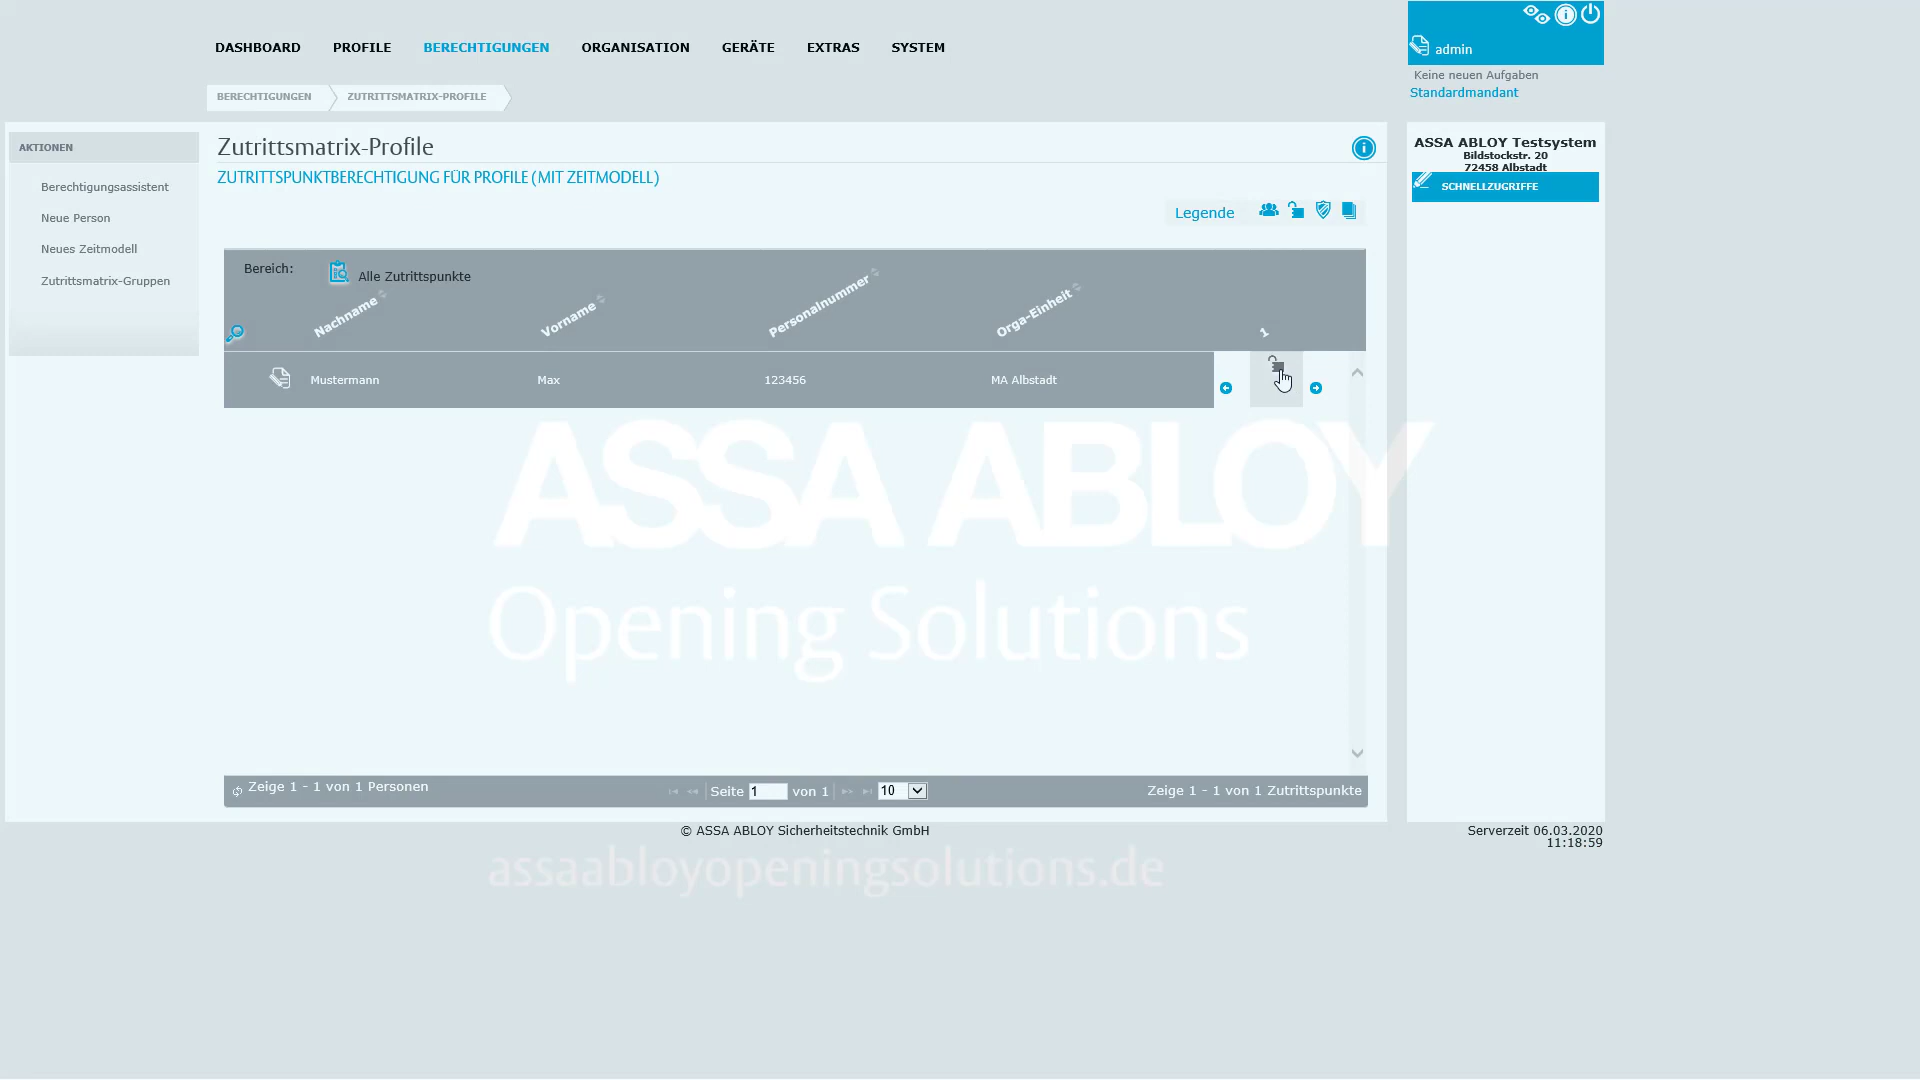 DASHBOARD PROFILE BERECHTIGUNGEN ORGANISATION GERÄTE EXTRAS SYSTEM
admin
Keine neuen Aufgaben
Standardmandant
BERECHTIGUNGEN ZUTRITTSMATRIX-PROFILE
AKTIONEN
Berechtigungsassistent
Neue Person
Neues Zeitmodell
Zutrittsmatrix-Gruppen
Zutrittsmatrix-Profile
ZUTRITTSPUNKTBERECHTIGUNG FÜR PROFILE (MIT ZEITMODELL)
Legende
ASSA ABLOY Testsystem
Bildstockstr. 20
72458 Albstadt
SCHNELLZUGRIFFE
Bereich: Alle Zutrittspunkte
Nachname Vorname Personalnummer Orga-Einheit 1
Mustermann Max 123456 MA Albstadt
ASSA ABLOY
Opening Solutions
Zeige 1 - 1 von 1 Personen Seite 1 von 1 10 Zeige 1 - 1 von 1 Zutrittspunkte
© ASSA ABLOY Sicherheitstechnik GmbH
Serverzeit 06.03.2020
11:18:59
assaabloyopeningsolutions.de